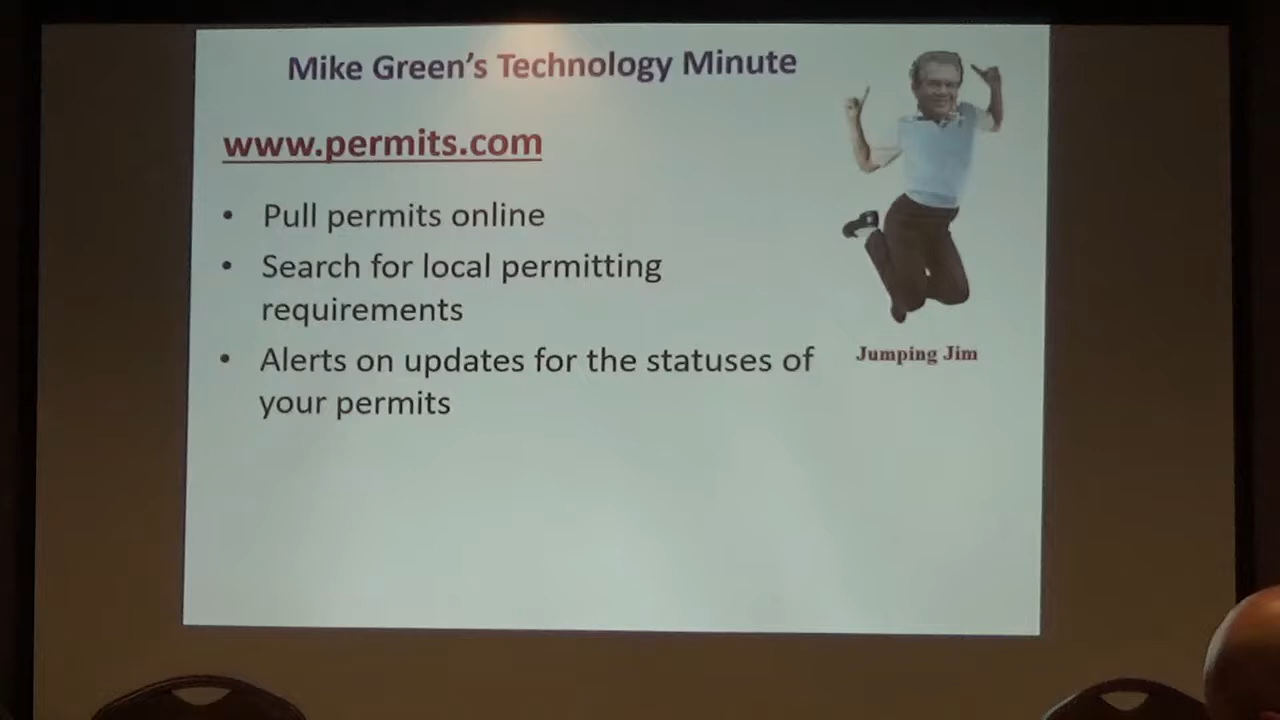 Mike Green's Technology Minute
www.permits.com
• Pull permits online
• Search for local permitting
requirements
• Alerts on updates for the statuses of
your permits
Jumping Jim